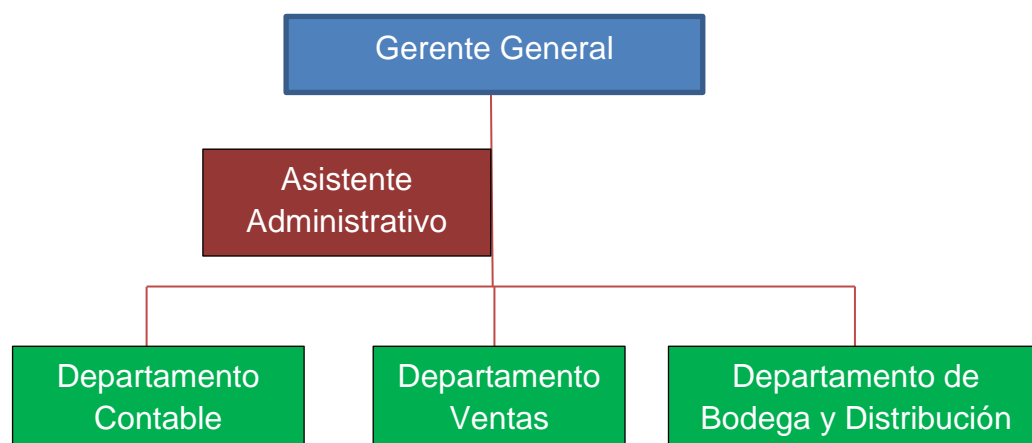 Gerente General
Asistente
Administrativo
Departamento
Contable
Departamento
Ventas
Departamento de
Bodega y Distribución